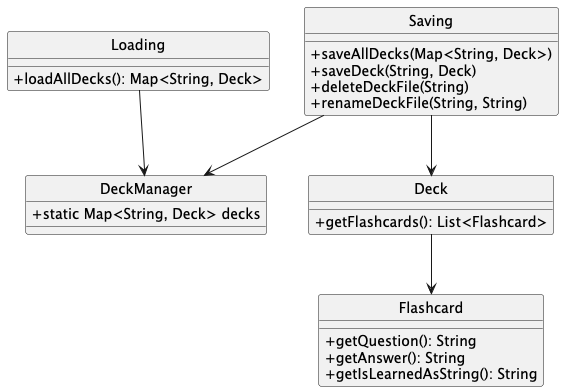 Loading
+loadAllDecks(): Map<String, Deck>
Saving
+saveAllDecks(Map<String, Deck>)
+saveDeck(String, Deck)
+deleteDeckFile(String)
+renameDeckFile(String, String)
DeckManager
+static Map<String, Deck> decks
Deck
+getFlashcards(): List<Flashcard>
Flashcard
+getQuestion(): String
+getAnswer(): String
+getIsLearnedAsString(): String